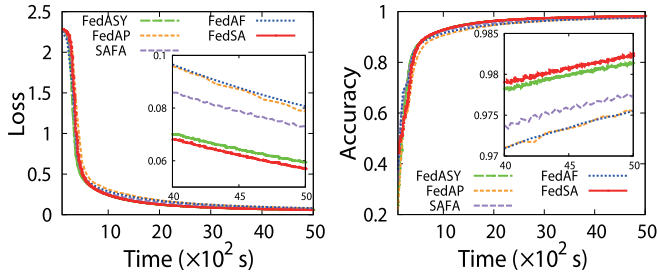 2.5
2
1.5
1
0.5
0
Loss
FedASY
FedAP
SAFA
FedAF
FedSA
0.1
0.08
0.06
40 45 50
0 10 20 30 40 50
Time (×10² s)
1
0.8
0.6
0.4
0.2
Accuracy
0.985
0.98
0.975
0.97
40 45 50
FedASY
FedAP
SAFA
FedAF
FedSA
10 20 30 40 50
Time (×10² s)